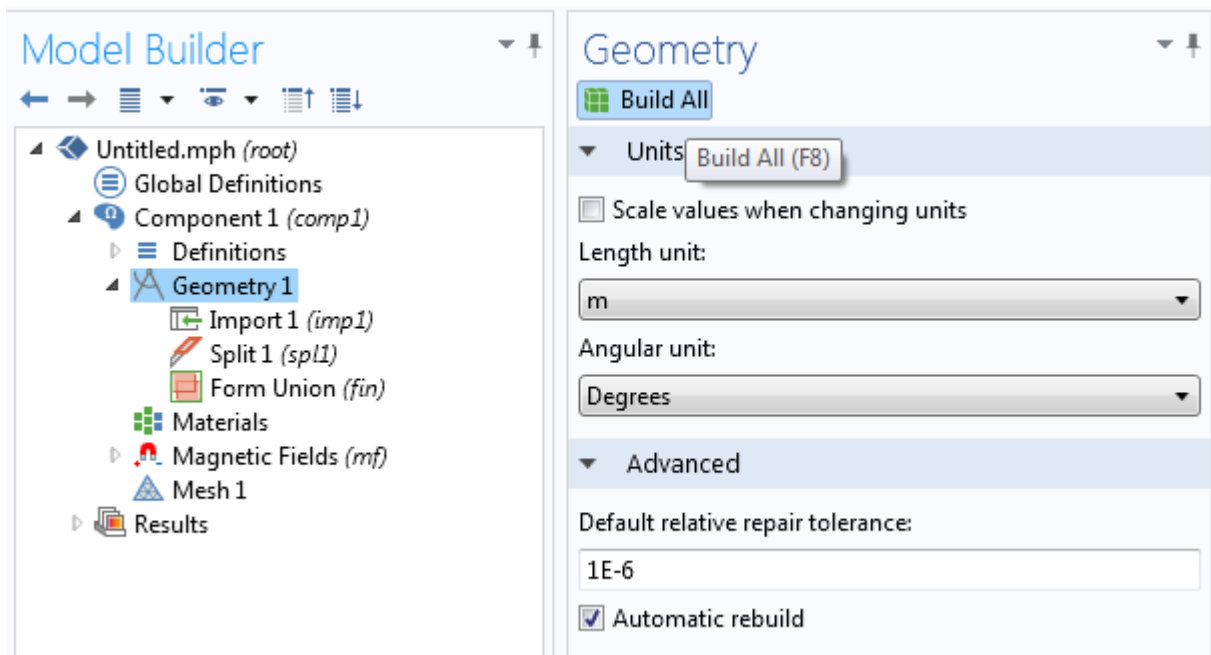 Model Builder
Untitled.mph (root)
Global Definitions
Component 1 (comp1)
Definitions
Geometry 1
Import 1 (imp1)
Split 1 (spl1)
Form Union (fin)
Materials
Magnetic Fields (mf)
Mesh 1
Results
Geometry
Build All
Units
Build All (F8)
Scale values when changing units
Length unit:
m
Angular unit:
Degrees
Advanced
Default relative repair tolerance:
1E-6
Automatic rebuild